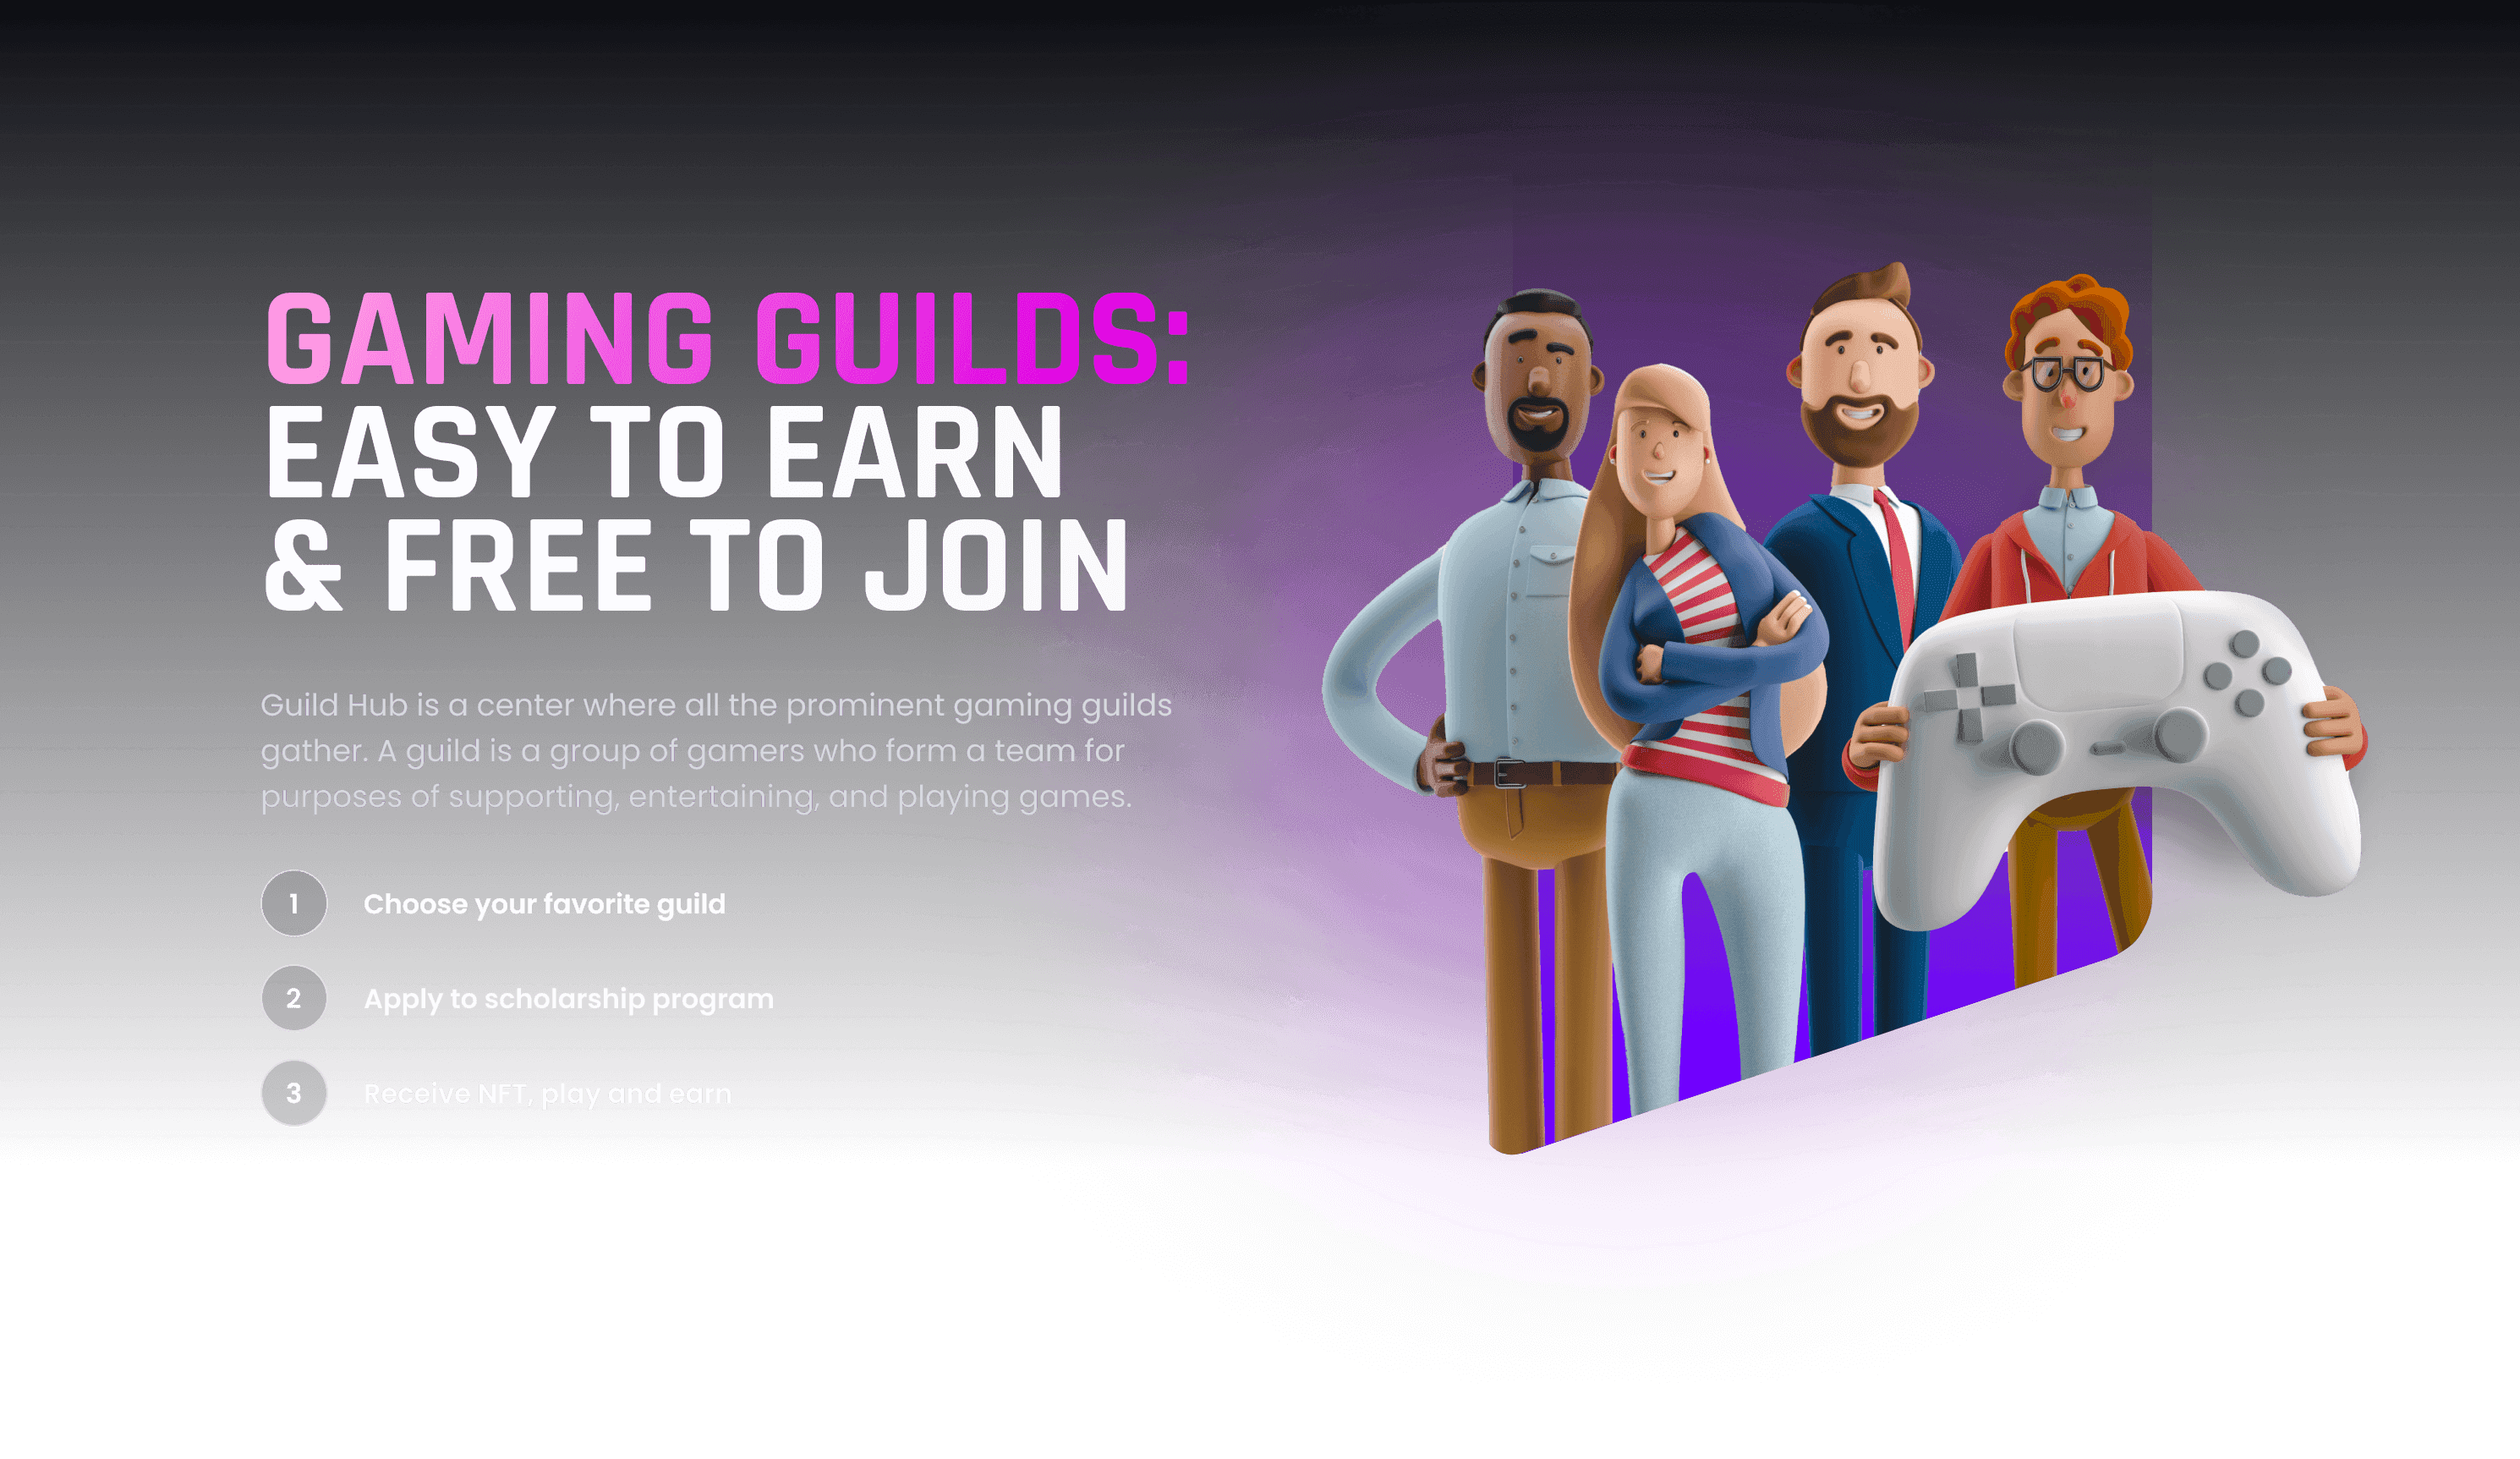 GAMING GUILDS:
EASY TO EARN
& FREE TO JOIN
Guild Hub is a center where all the prominent gaming guilds
gather. A guild is a group of gamers who form a team for
purposes of supporting, entertaining, and playing games.
1 Choose your favorite guild
2 Apply to scholarship program
3 Receive NFT, play and earn